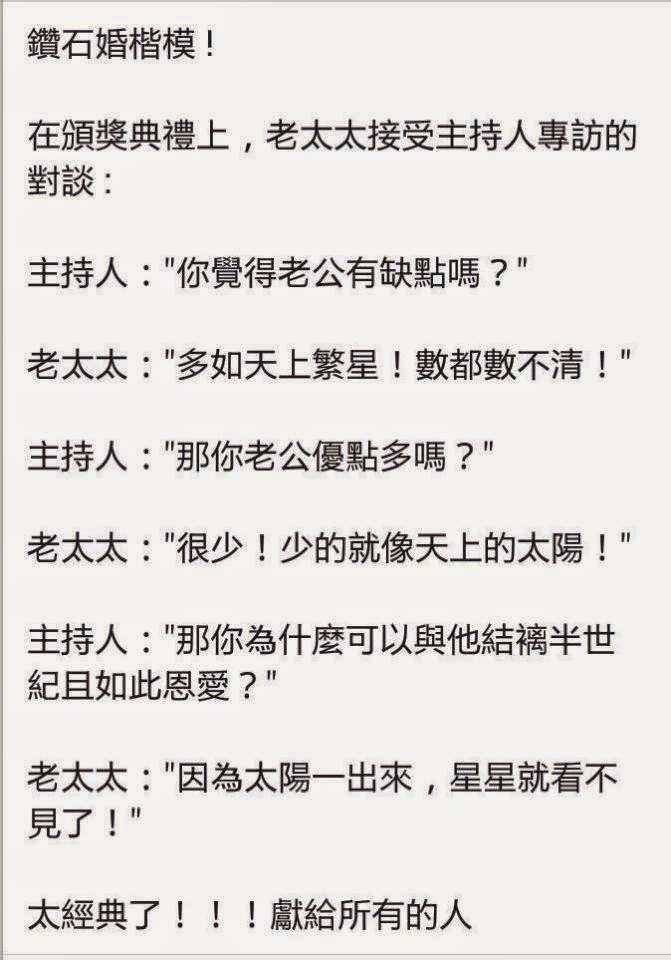 鑽石婚楷模！
在頒獎典禮上，老太太接受主持人專訪的
對談：
主持人："你覺得老公有缺點嗎？"
老太太："多如天上繁星！數都數不清！"
主持人："那你老公優點多嗎？"
老太太："很少！少的就像天上的太陽！"
主持人："那你為什麼可以與他結褵半世
紀且如此恩愛？"
老太太："因為太陽一出來，星星就看不
見了！"
太經典了！！！獻給所有的人